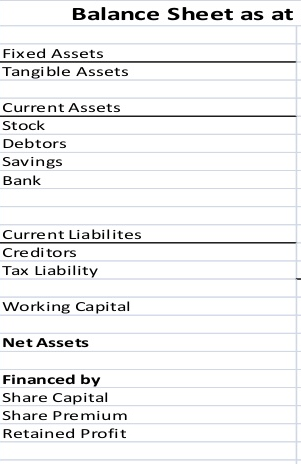 Balance Sheet as at
Fixed Assets
Tangible Assets
Current Assets
Stock
Debtors
Savings
Bank
Current Liabilites
Creditors
Tax Liability
Working Capital
Net Assets
Financed by
Share Capital
Share Premium
Retained Profit